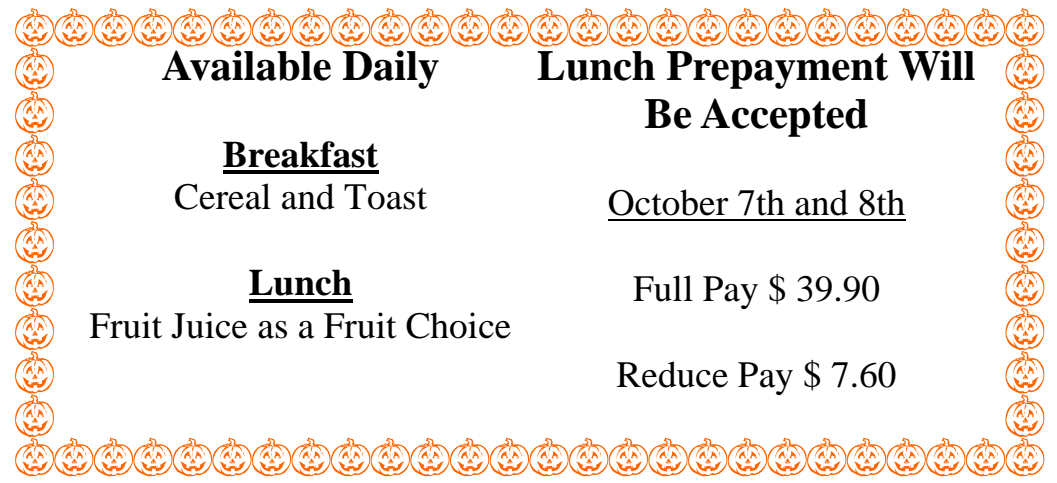 Available Daily
Breakfast
Cereal and Toast
Lunch
Fruit Juice as a Fruit Choice
Lunch Prepayment Will
Be Accepted
October 7th and 8th
Full Pay $ 39.90
Reduce Pay $ 7.60